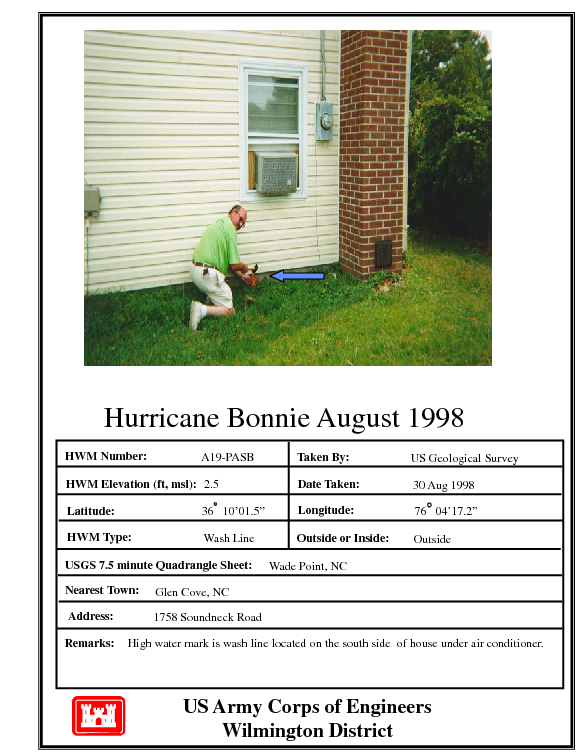 Hurricane Bonnie August 1998
HWM Number: A19-PASB Taken By: US Geological Survey
HWM Elevation (ft, msl): 2.5 Date Taken: 30 Aug 1998
Latitude: 36° 10’01.5” Longitude: 76° 04’17.2”
HWM Type: Wash Line Outside or Inside: Outside
USGS 7.5 minute Quadrangle Sheet: Wade Point, NC
Nearest Town: Glen Cove, NC
Address: 1758 Soundneck Road
Remarks: High water mark is wash line located on the south side of house under air conditioner.
US Army Corps of Engineers
Wilmington District